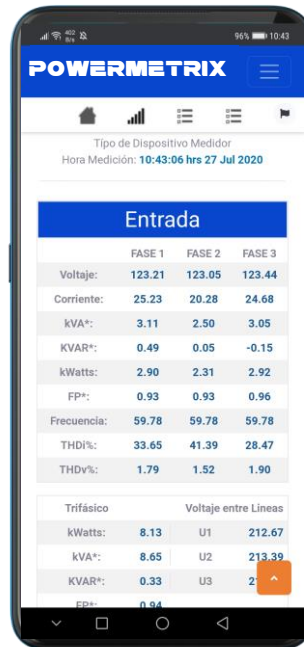 402
B/s
96% 10:43
POWERMETRIX
Típo de Dispositivo Medidor
Hora Medición: 10:43:06 hrs 27 Jul 2020
Entrada
FASE 1 FASE 2 FASE 3
Voltaje: 123.21 123.05 123.44
Corriente: 25.23 20.28 24.68
kVA*: 3.11 2.50 3.05
KVAR*: 0.49 0.05 -0.15
kWatts: 2.90 2.31 2.92
FP*: 0.93 0.93 0.96
Frecuencia: 59.78 59.78 59.78
THDi%: 33.65 41.39 28.47
THDv%: 1.79 1.52 1.90
Trifásico Voltaje entre Lineas
kWatts: 8.13 U1 212.67
kVA*: 8.65 U2 213.39
KVAR*: 0.33 U3
FP*: 0.94